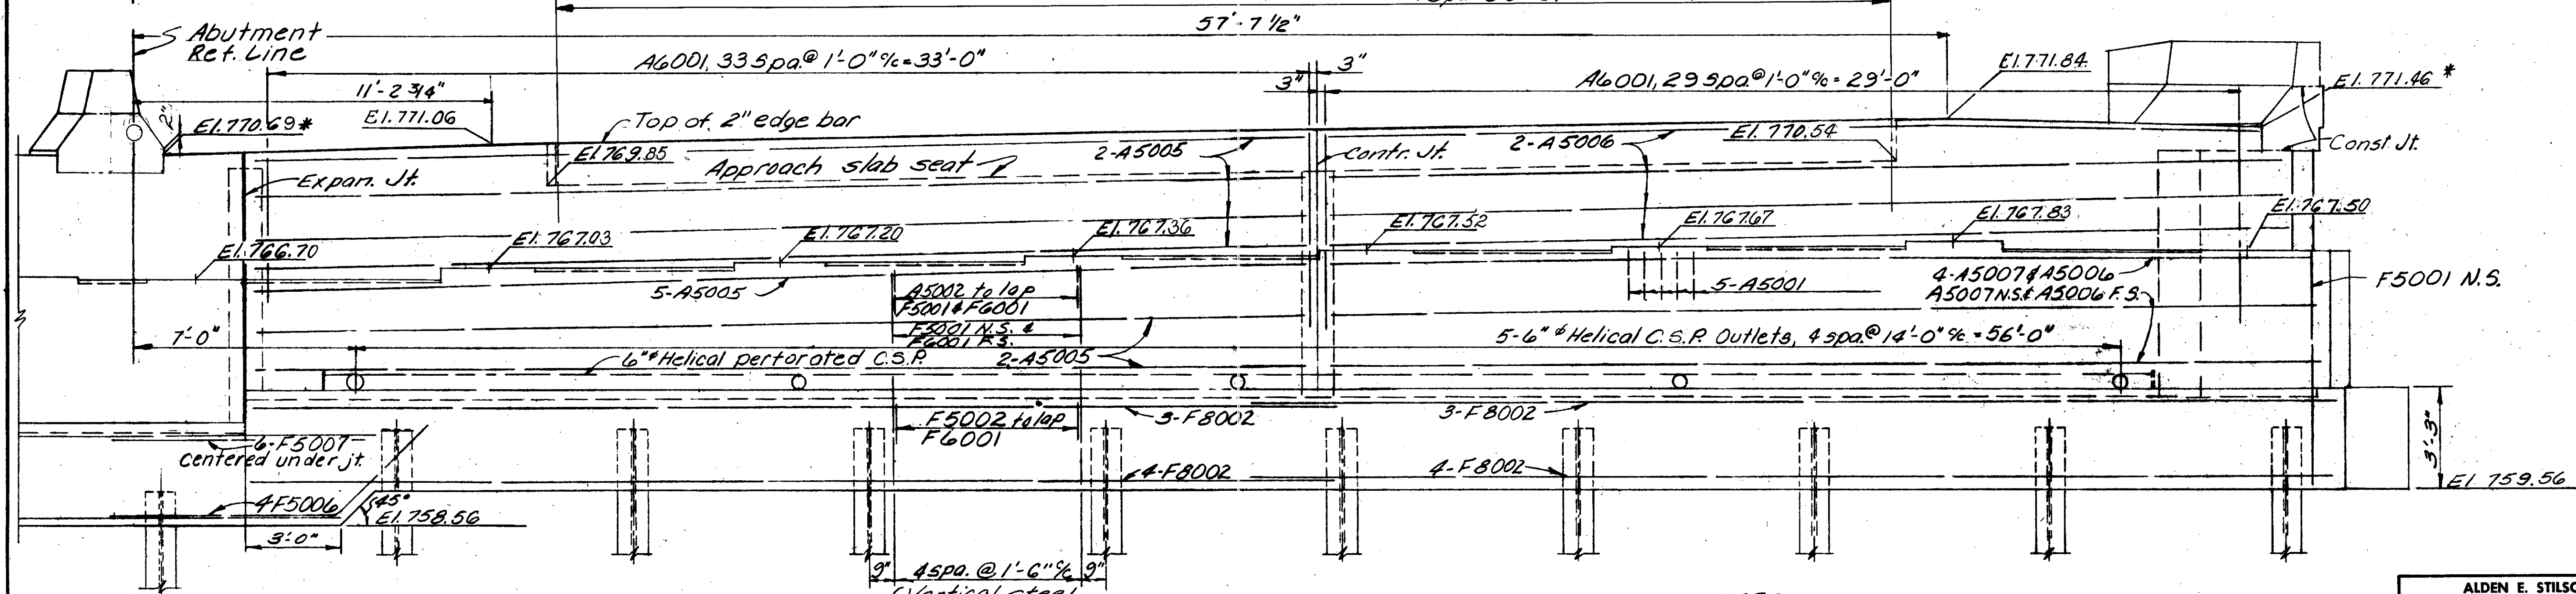 57'-7 1/2"
Abutment
Ref. Line
A6001, 33 spa.@ 1'-0" c/c = 33'-0"
3"
3"
A6001, 29 spa.@ 1'-0" c/c = 29'-0"
El. 771.84
El. 771.46 *
11'-2 3/4"
2"
El. 770.69 *
El. 771.06
Top of 2" edge bar
El. 769.85
2-A5005
Contr. Jt.
2-A5006
El. 770.54
Const Jt.
Approach slab seat
Expan. Jt.
El. 766.70
El. 767.03
El. 767.20
El. 767.36
El. 767.52
El. 767.67
El. 767.83
El. 767.50
5-A5005
A5002 to lap
F5001 & F6001
F5001 N.S. &
F6001 F.S.
5-A5001
4-A5007 & A5006
A5007 N.S. & A5006 F.S.
F5001 N.S.
7'-0"
6" ø Helical perforated C.S.P.
2-A5005
5-6" ø Helical C.S.P. Outlets, 4 spa.@ 14'-0" c/c = 56'-0"
F5002 to lap
F6001
3-F8002
3-F8002
6-F5007
Centered under jt.
4-F8002
4-F8002
3'-3"
El. 759.56
4 F5006
45°
El. 758.56
3'-0"
9"
4 spa. @ 1'-6" c/c
9"
(Vertical steel
ALDEN E. STILSO